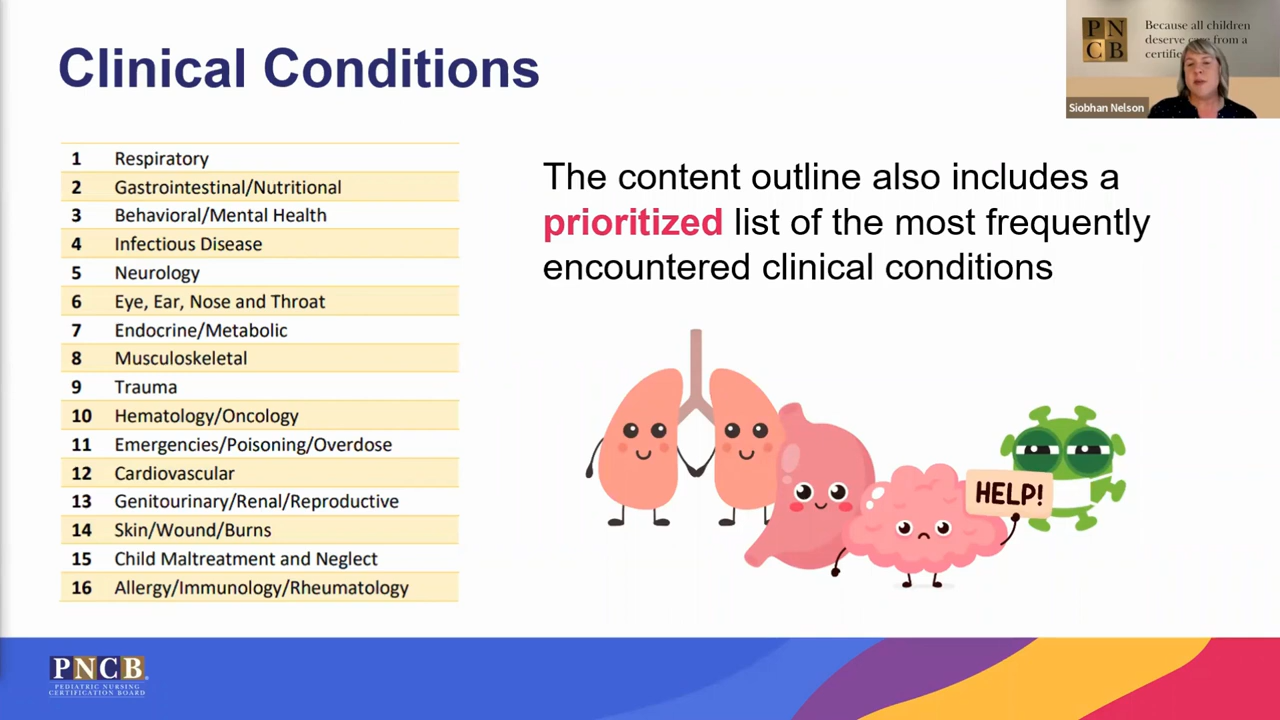 Clinical Conditions
1 Respiratory
2 Gastrointestinal/Nutritional
3 Behavioral/Mental Health
4 Infectious Disease
5 Neurology
6 Eye, Ear, Nose and Throat
7 Endocrine/Metabolic
8 Musculoskeletal
9 Trauma
10 Hematology/Oncology
11 Emergencies/Poisoning/Overdose
12 Cardiovascular
13 Genitourinary/Renal/Reproductive
14 Skin/Wound/Burns
15 Child Maltreatment and Neglect
16 Allergy/Immunology/Rheumatology
The content outline also includes a
prioritized list of the most frequently
encountered clinical conditions
HELP!
PN
CB
Because all children
deserve from a
Siobhan Nelson
PNCB
PEDIATRIC NURSING
CERTIFICATION BOARD